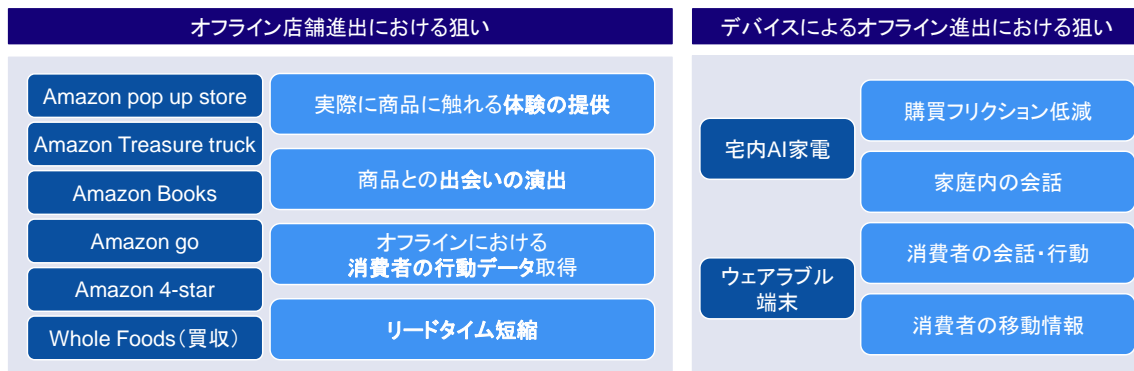 オフライン店舗進出における狙い
Amazon pop up store
Amazon Treasure truck
Amazon Books
Amazon go
Amazon 4-star
Whole Foods（買収）
実際に商品に触れる体験の提供
商品との出会いの演出
オフラインにおける
消費者の行動データ取得
リードタイム短縮
デバイスによるオフライン進出における狙い
宅内AI家電
購買フリクション低減
家庭内の会話
ウェアラブル
端末
消費者の会話・行動
消費者の移動情報